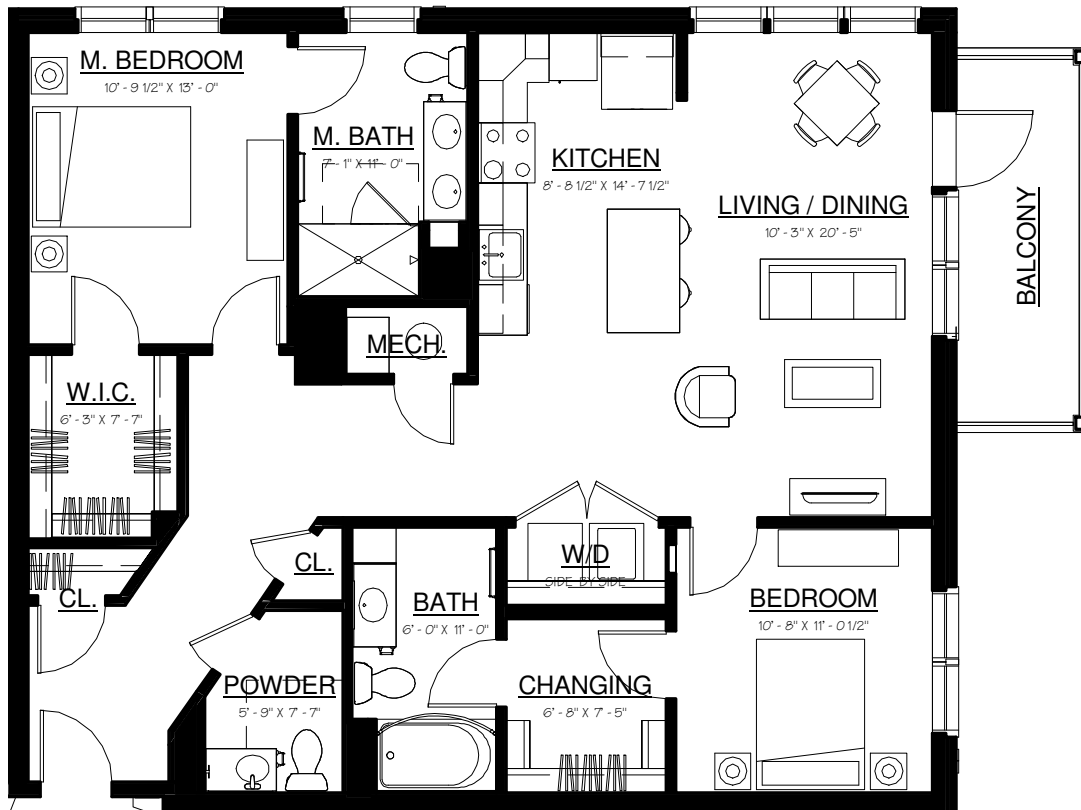 M. BEDROOM
10' - 9 1/2" X 13' - 0"
M. BATH
7' - 1" X 11' - 0"
KITCHEN
8' - 8 1/2" X 14' - 7 1/2"
LIVING / DINING
10' - 3" X 20' - 5"
BALCONY
MECH.
W.I.C.
6' - 3" X 7' - 7"
CL.
CL.
W/D
SIDE BY SIDE
BATH
6' - 0" X 11' - 0"
BEDROOM
10' - 8" X 11' - 0 1/2"
POWDER
5' - 9" X 7' - 7"
CHANGING
6' - 8" X 7' - 5"